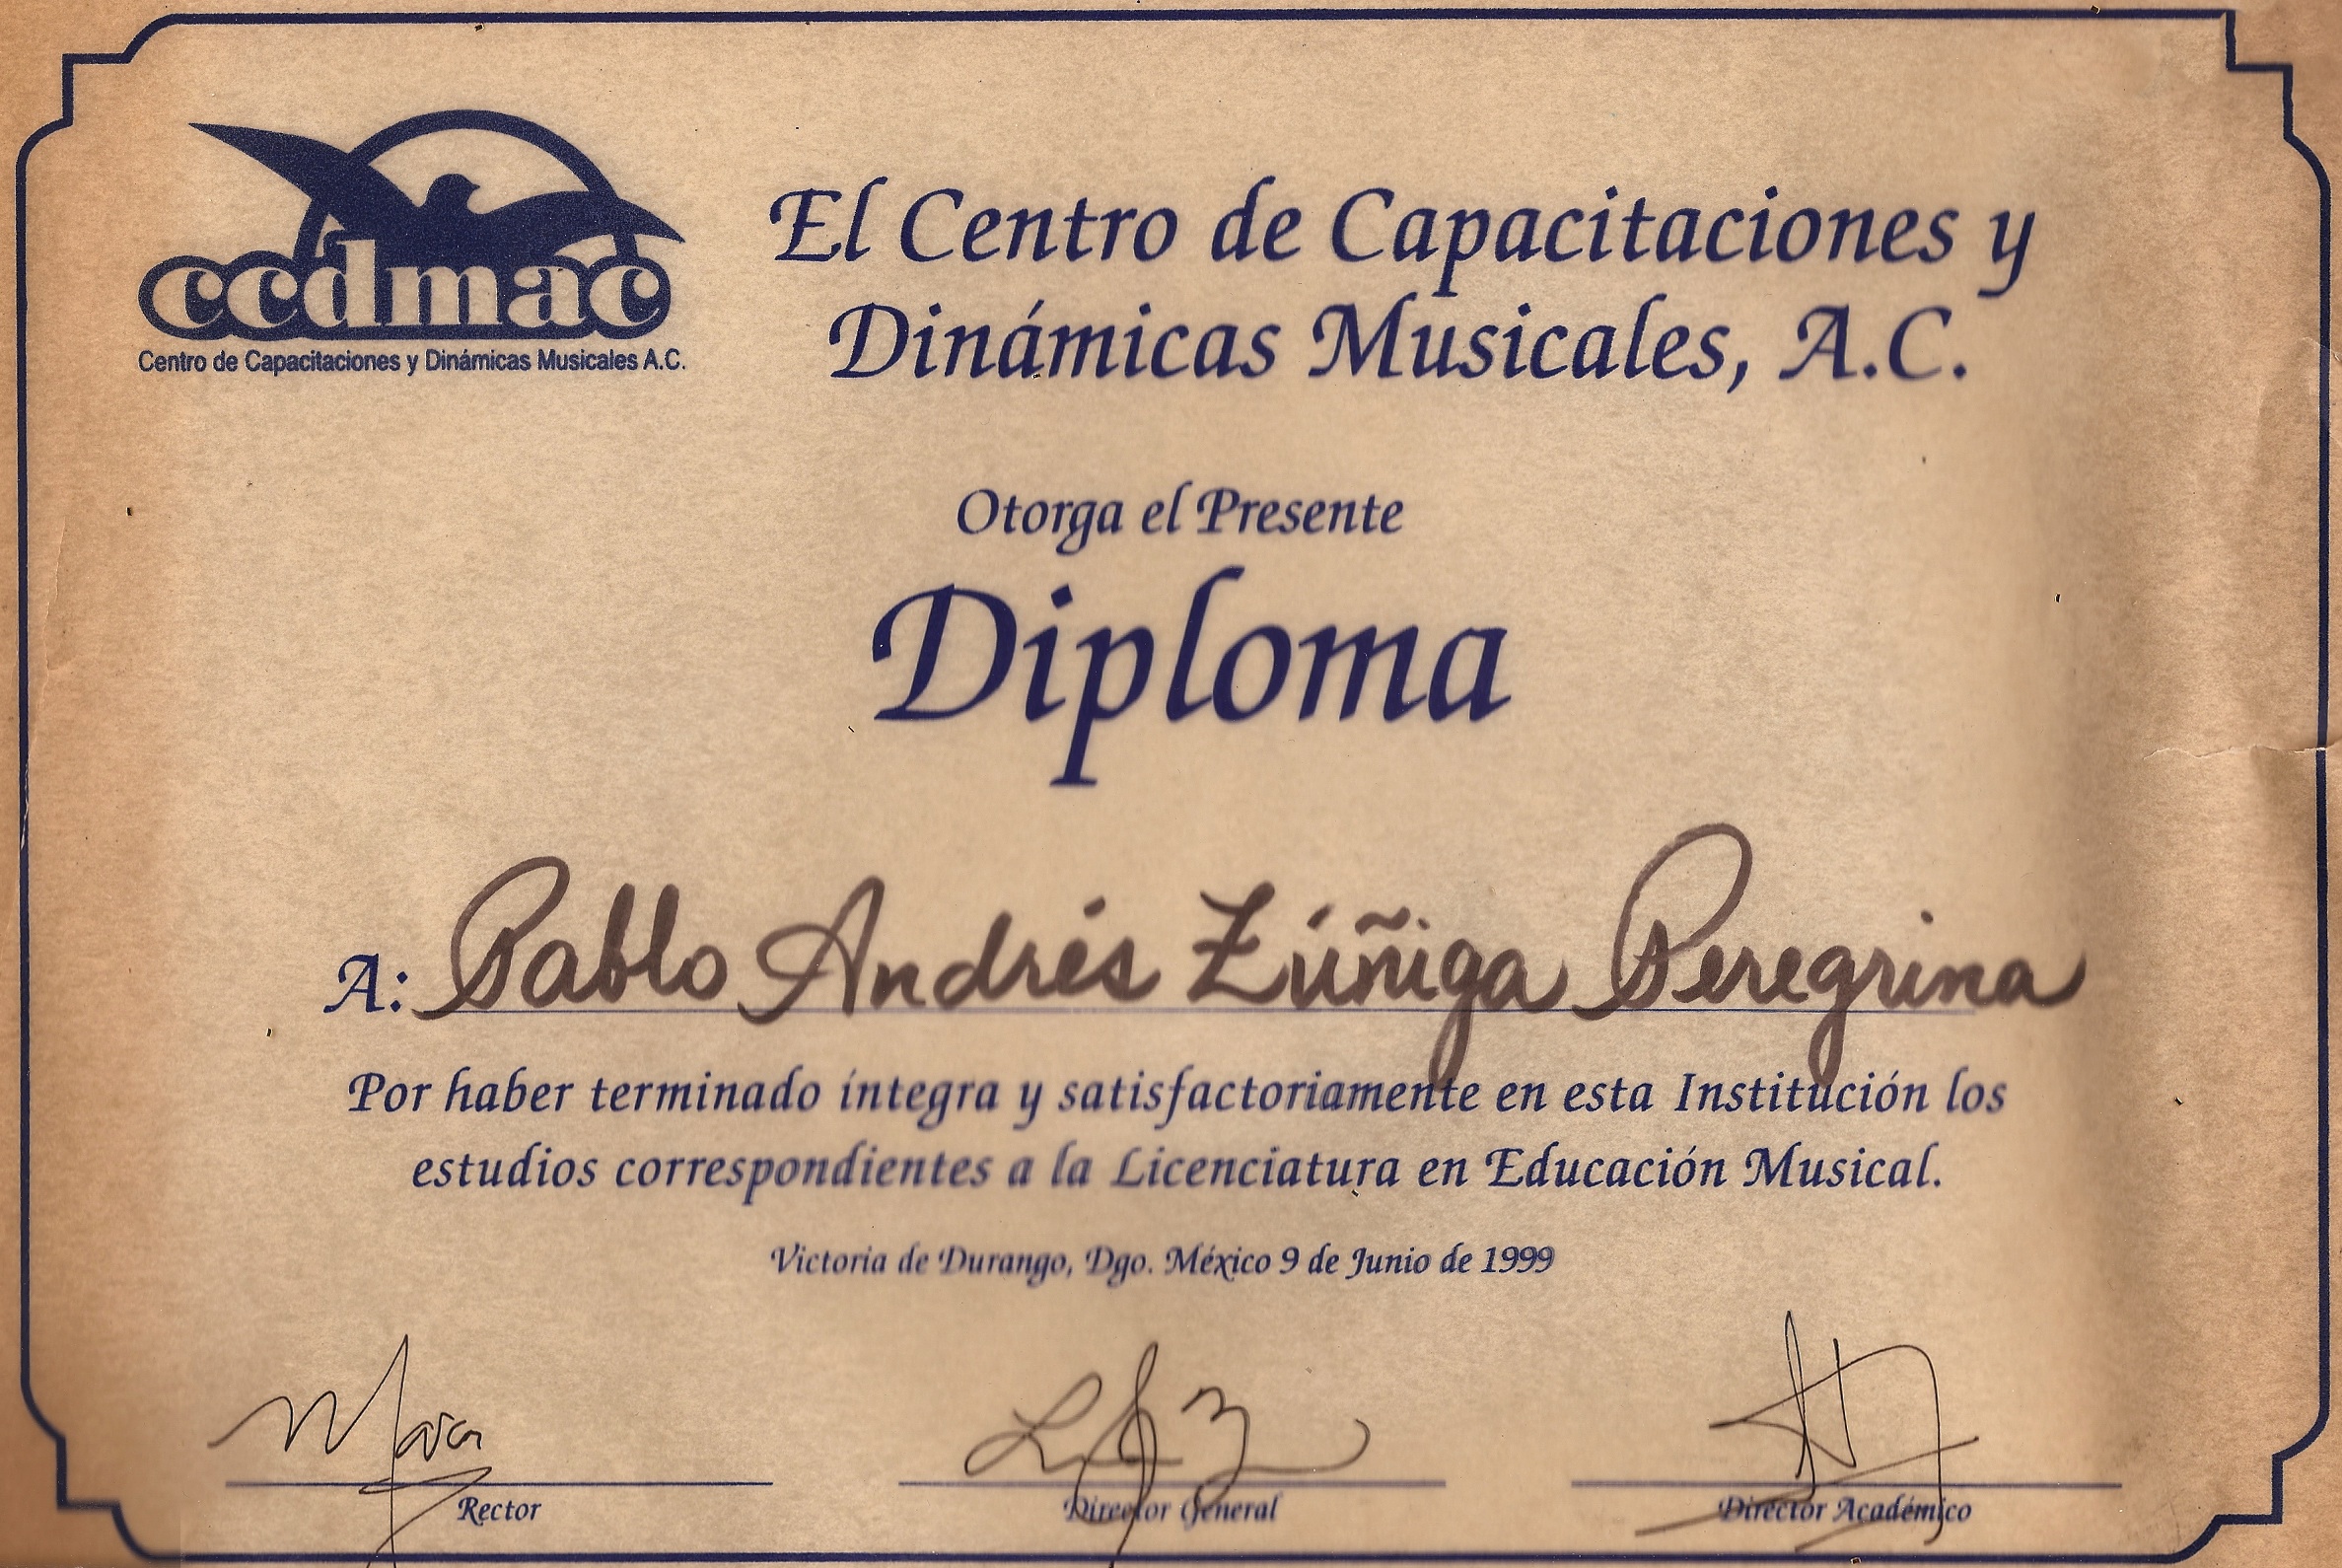 ccdmac
Centro de Capacitaciones y Dinámicas Musicales A.C.
El Centro de Capacitaciones y
Dinámicas Musicales, A.C.
Otorga el Presente
Diploma
A: Pablo Andrés Zúñiga Peregrina
Por haber terminado íntegra y satisfactoriamente en esta Institución los
estudios correspondientes a la Licenciatura en Educación Musical.
Victoria de Durango, Dgo. México 9 de Junio de 1999
Rector
Director General
Director Académico